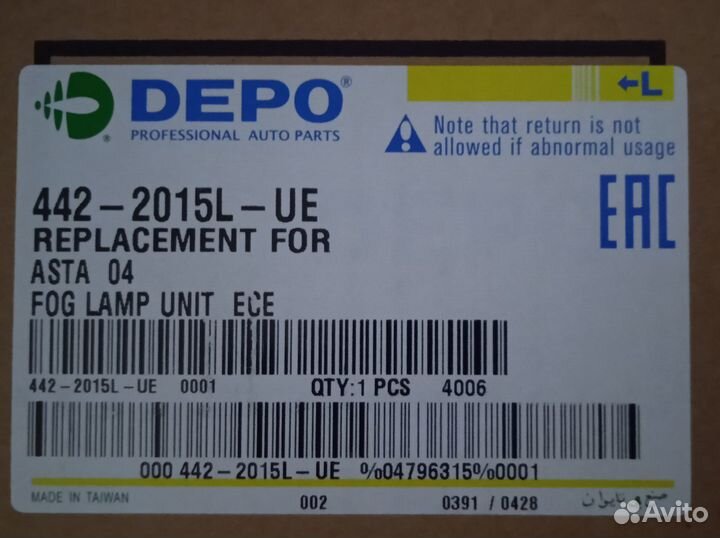 DEPO®
PROFESSIONAL AUTO PARTS
®
←L
Note that return is not
allowed if abnormal usage
442-2015L-UE
EAC
REPLACEMENT FOR
ASTA 04
FOG LAMP UNIT ECE
442-2015L-UE 0001 QTY:1 PCS 4006
000 442-2015L-UE %04796315%0001
MADE IN TAIWAN 002 0391 / 0428 صنع في تايوان
Avito